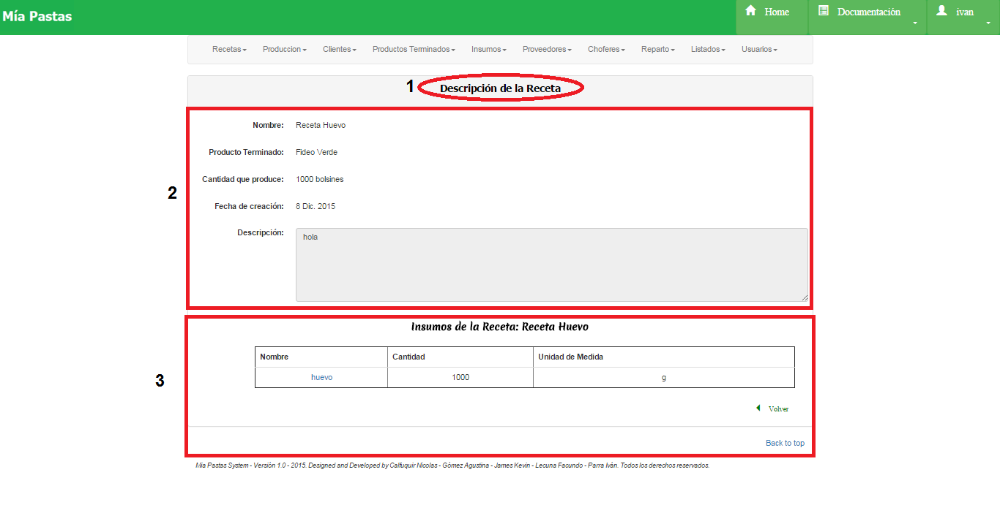 Mía Pastas Home Documentación ivan
Recetas Produccion Clientes Productos Terminados Insumos Proveedores Choferes Reparto Listados Usuarios
1 Descripción de la Receta
Nombre: Receta Huevo
Producto Terminado: Fideo Verde
Cantidad que produce: 1000 bolsines
2
Fecha de creación: 8 Dic. 2015
Descripción: hola
Insumos de la Receta: Receta Huevo
Nombre Cantidad Unidad de Medida
3 huevo 1000 g
Volver
Back to top
Mía Pastas System - Versión 1.0 - 2015. Designed and Developed by Calfuquir Nicolas - Gómez Agustina - James Kevin - Lecuna Facundo - Parra Iván. Todos los derechos reservados.